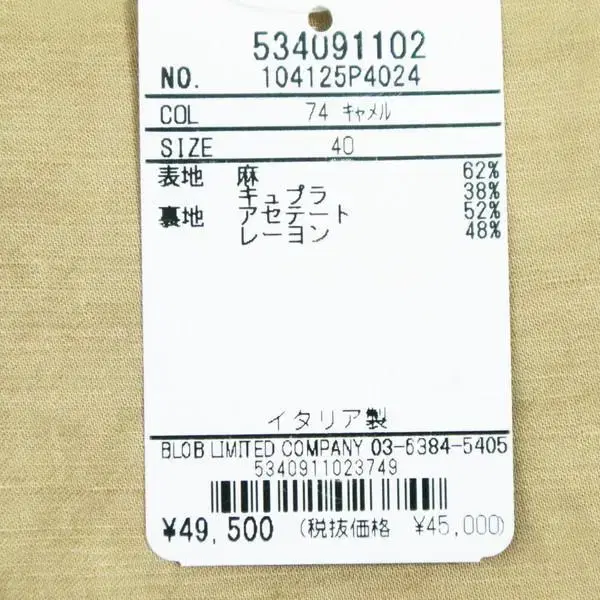 534091102
NO. 104125P4024
COL 74 キャメル
SIZE 40
表地 麻 62%
キュプラ 38%
裏地 アセテート 52%
レーヨン 48%
イタリア製
BLOB LIMITED COMPANY 03-6384-5405
5340911023749
¥49,500 (税抜価格 ¥45,000)